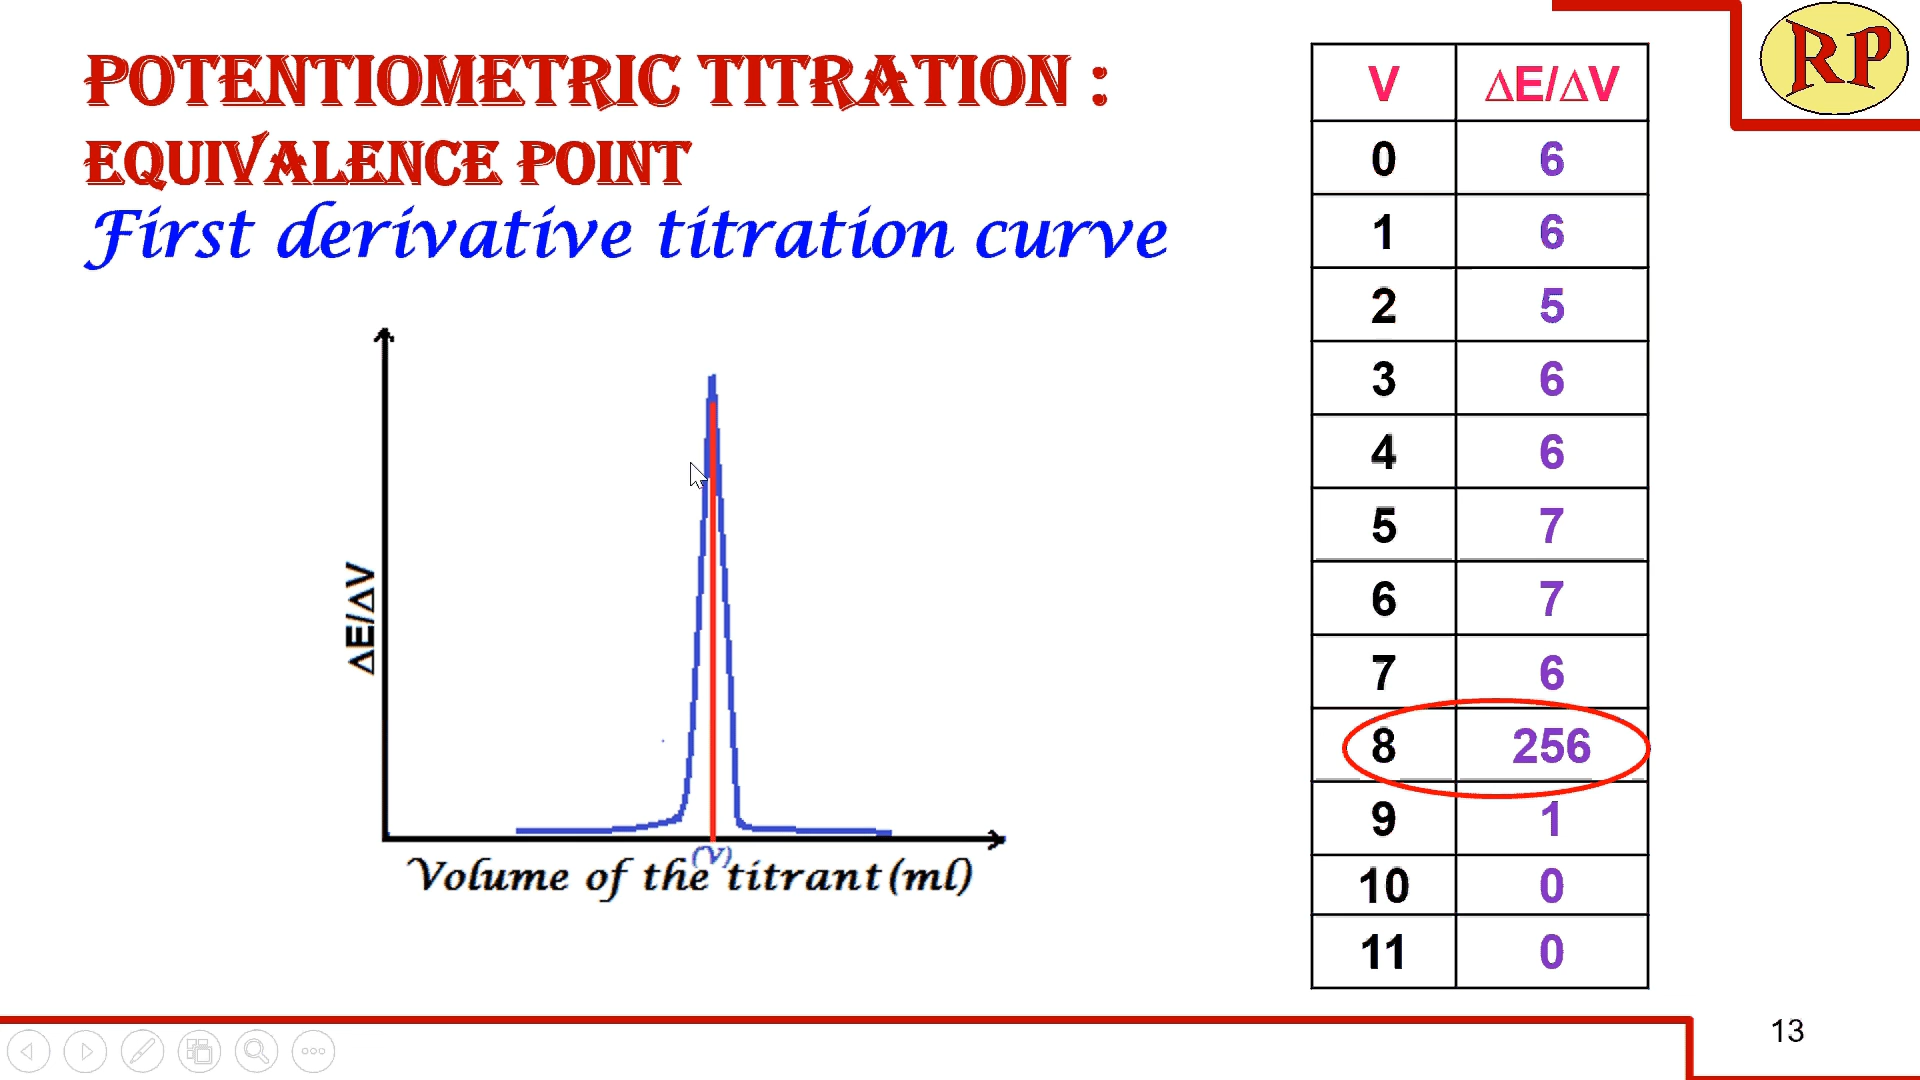 POTENTIOMETRIC TITRATION :
EQUIVALENCE POINT
First derivative titration curve
RP
V ΔE/ΔV
0 6
1 6
2 5
3 6
4 6
5 7
6 7
7 6
8 256
9 1
10 0
11 0
ΔE/ΔV
(V)
Volume of the titrant (ml)
13